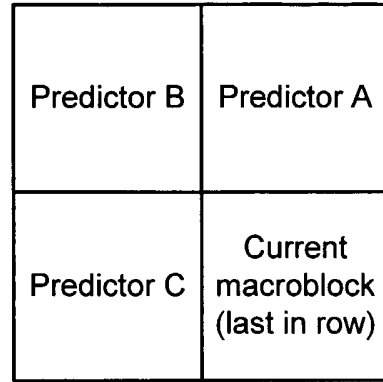 Predictor B
Predictor A
Predictor C
Current
macroblock
(last in row)